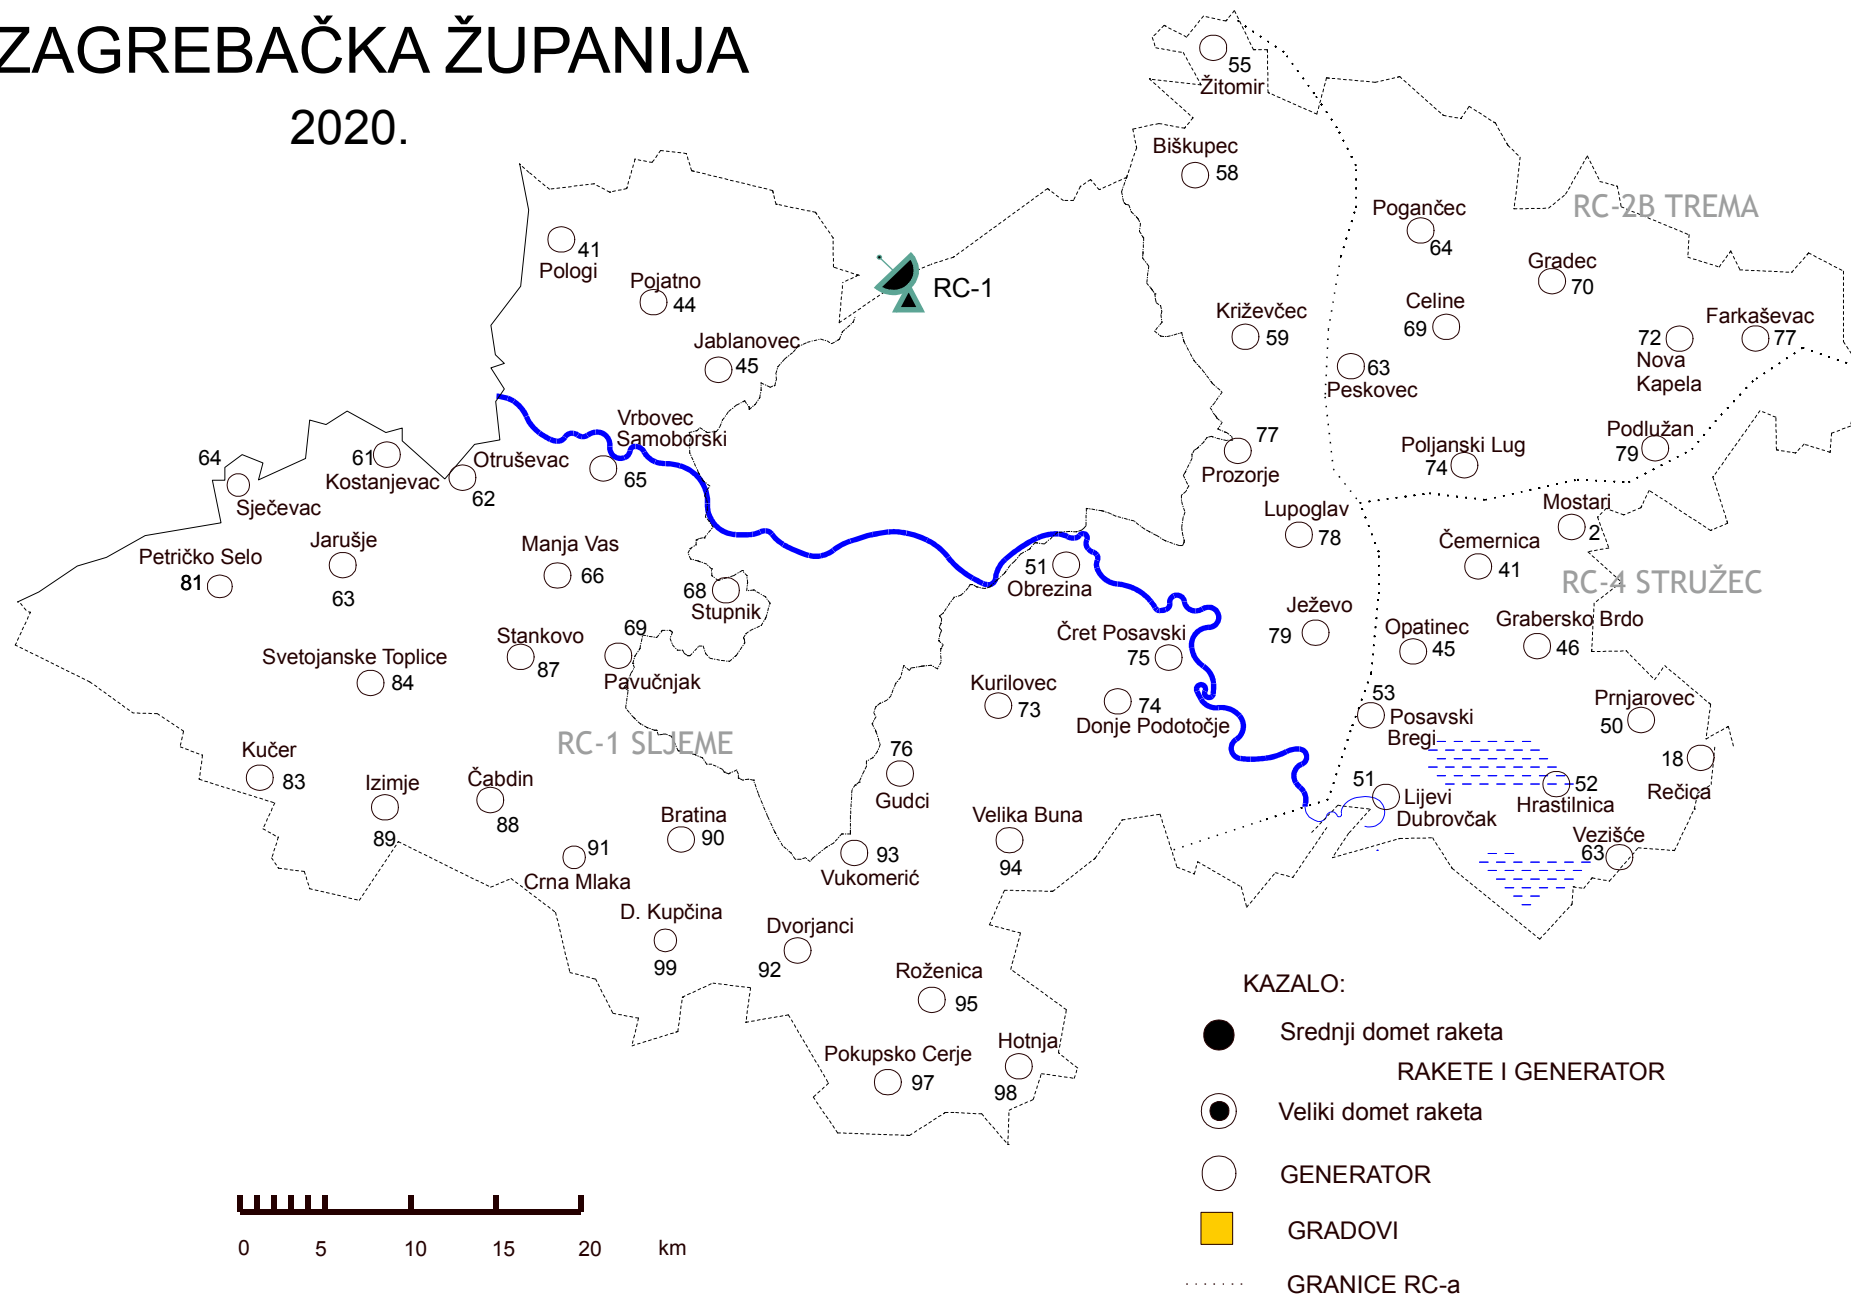 ZAGREBAČKA ŽUPANIJA
2020.
55
Žitomir
Biškupec
58
RC-2B TREMA
Pogančec
64
41
Pologi
Pojatno
44
RC-1
Gradec
70
Celine
69
Križevčec
59
Farkaševac
77
72
Nova
Kapela
Jablanovec
45
63
Peskovec
Vrbovec
Samoborski
65
77
Prozorje
Poljanski Lug
74
Podlužan
79
64
Sječevac
61
Kostanjevac
Otruševac
62
Lupoglav
78
Mostari
2
Čemernica
41
RC-4 STRUŽEC
Petričko Selo
81
Jarušje
63
Manja Vas
66
68
Stupnik
51
Obrezina
Ježevo
79
Opatinec
45
Grabersko Brdo
46
Čret Posavski
75
Stankovo
87
69
Pavučnjak
Svetojanske Toplice
84
Kurilovec
73
74
Donje Podotočje
53
Posavski
Bregi
Prnjarovec
50
RC-1 SLJEME
Kučer
83
Izimje
89
Čabdin
88
76
Gudci
51
Lijevi
Dubrovčak
52
Hrastilnica
18
Rečica
Bratina
90
Velika Buna
94
Vezišće
63
91
Crna Mlaka
93
Vukomerić
D. Kupčina
99
Dvorjanci
92
Roženica
95
Pokupsko Cerje
97
Hotnja
98
KAZALO:
Srednji domet raketa
RAKETE I GENERATOR
Veliki domet raketa
GENERATOR
GRADOVI
GRANICE RC-a
0 5 10 15 20 km